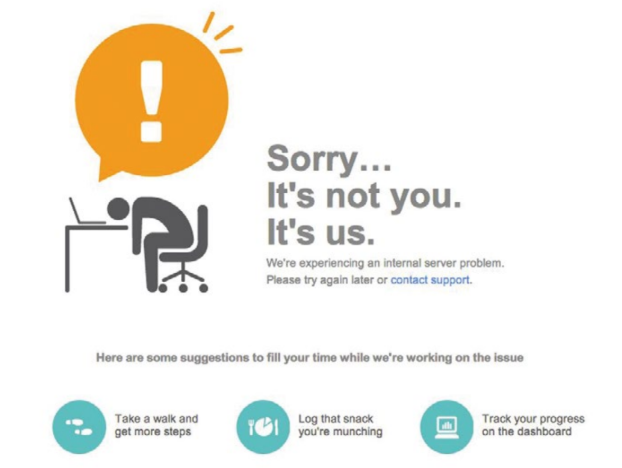 Sorry...
It's not you.
It's us.
We're experiencing an internal server problem.
Please try again later or contact support.
Here are some suggestions to fill your time while we're working on the issue
Take a walk and
get more steps
Log that snack
you're munching
Track your progress
on the dashboard